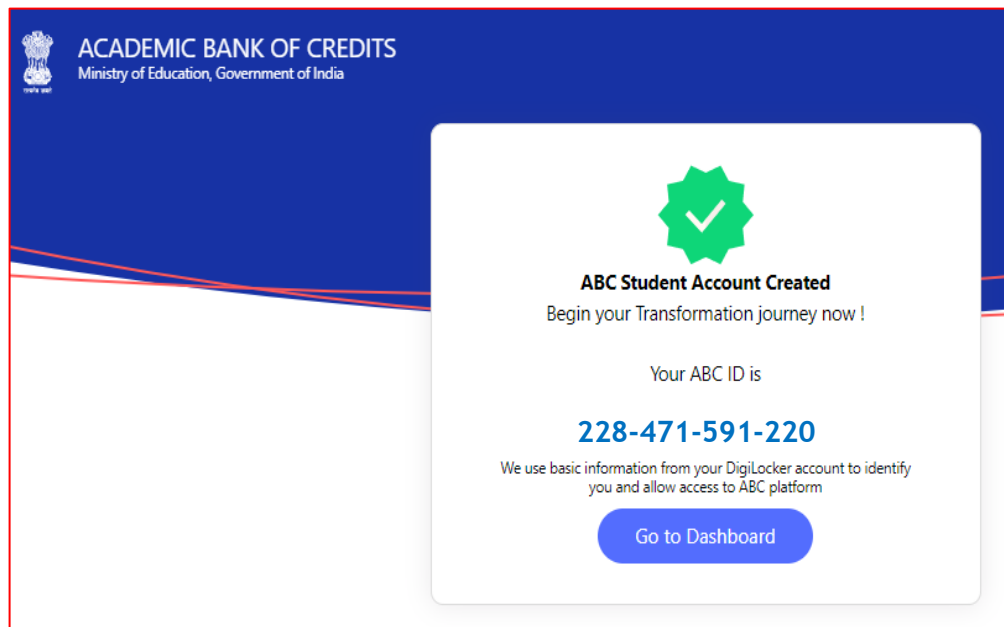 ACADEMIC BANK OF CREDITS
Ministry of Education, Government of India
ABC Student Account Created
Begin your Transformation journey now !
Your ABC ID is
228-471-591-220
We use basic information from your DigiLocker account to identify
you and allow access to ABC platform
Go to Dashboard